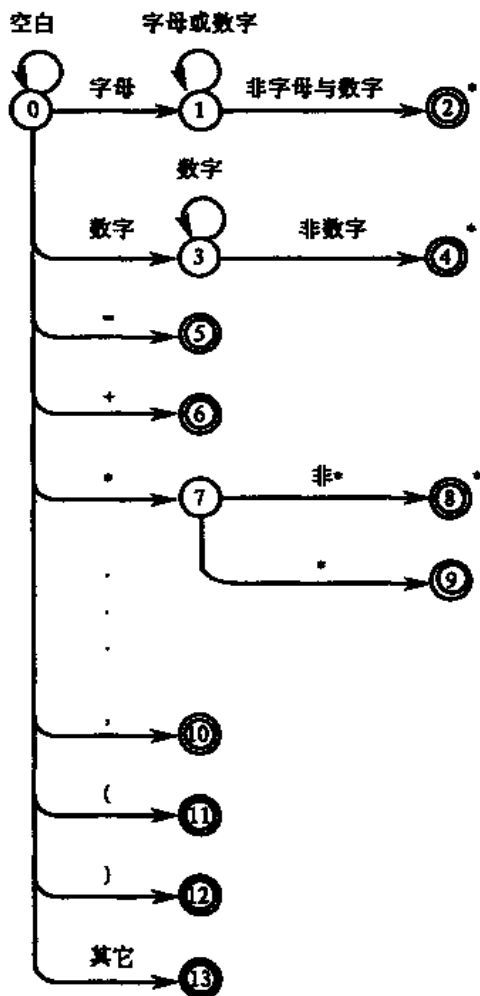 空白 字母或数字
0 字母 1 非字母与数字 2 *
数字
数字 3 非数字 4 *
= 5
+ 6
* 7 非* 8 *
* 9
.
.
.
, 10
( 11
) 12
其它 13